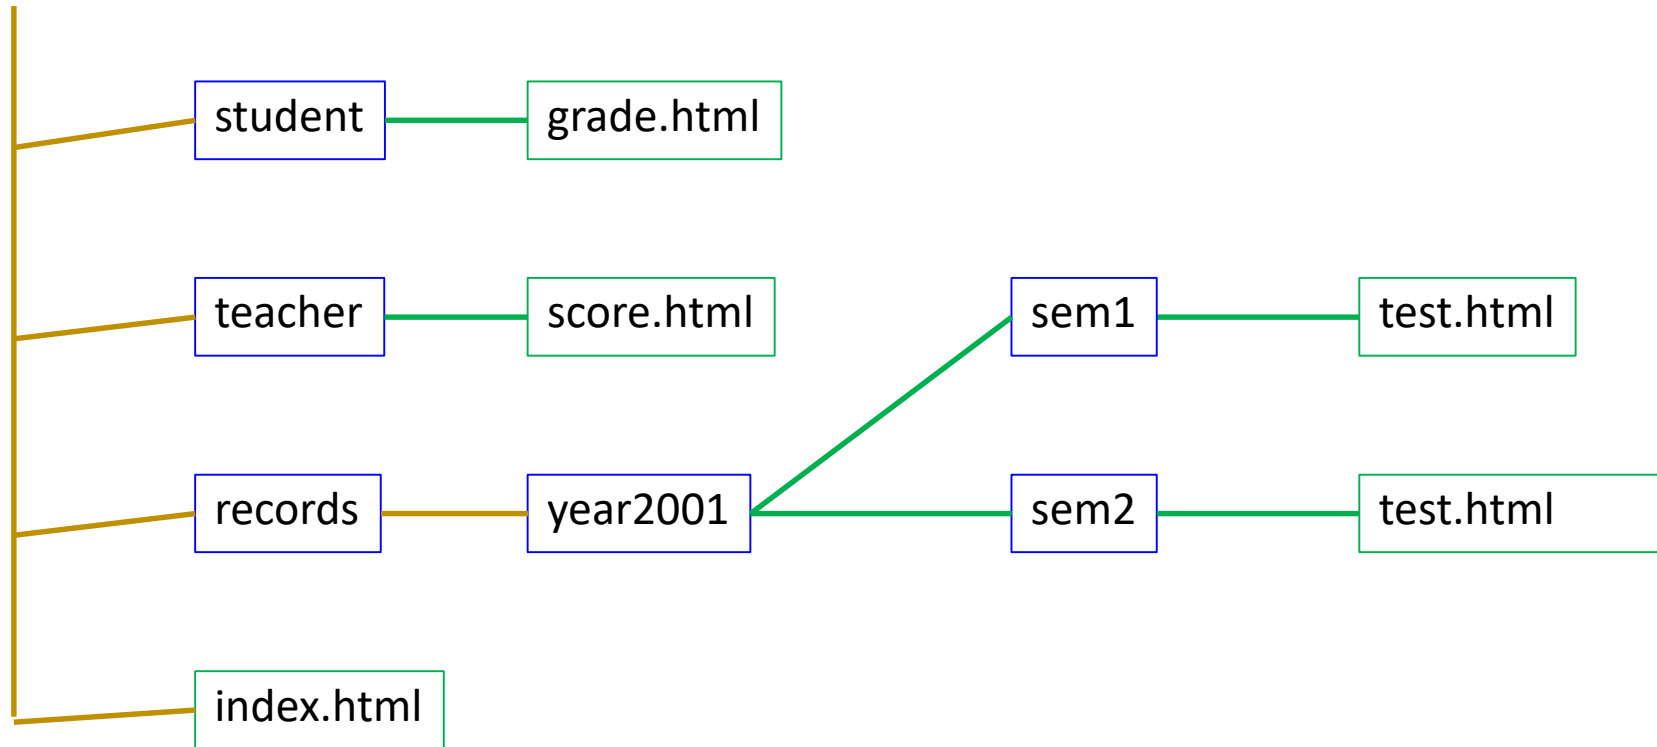 student
grade.html
teacher
score.html
sem1
test.html
records
year2001
sem2
test.html
index.html